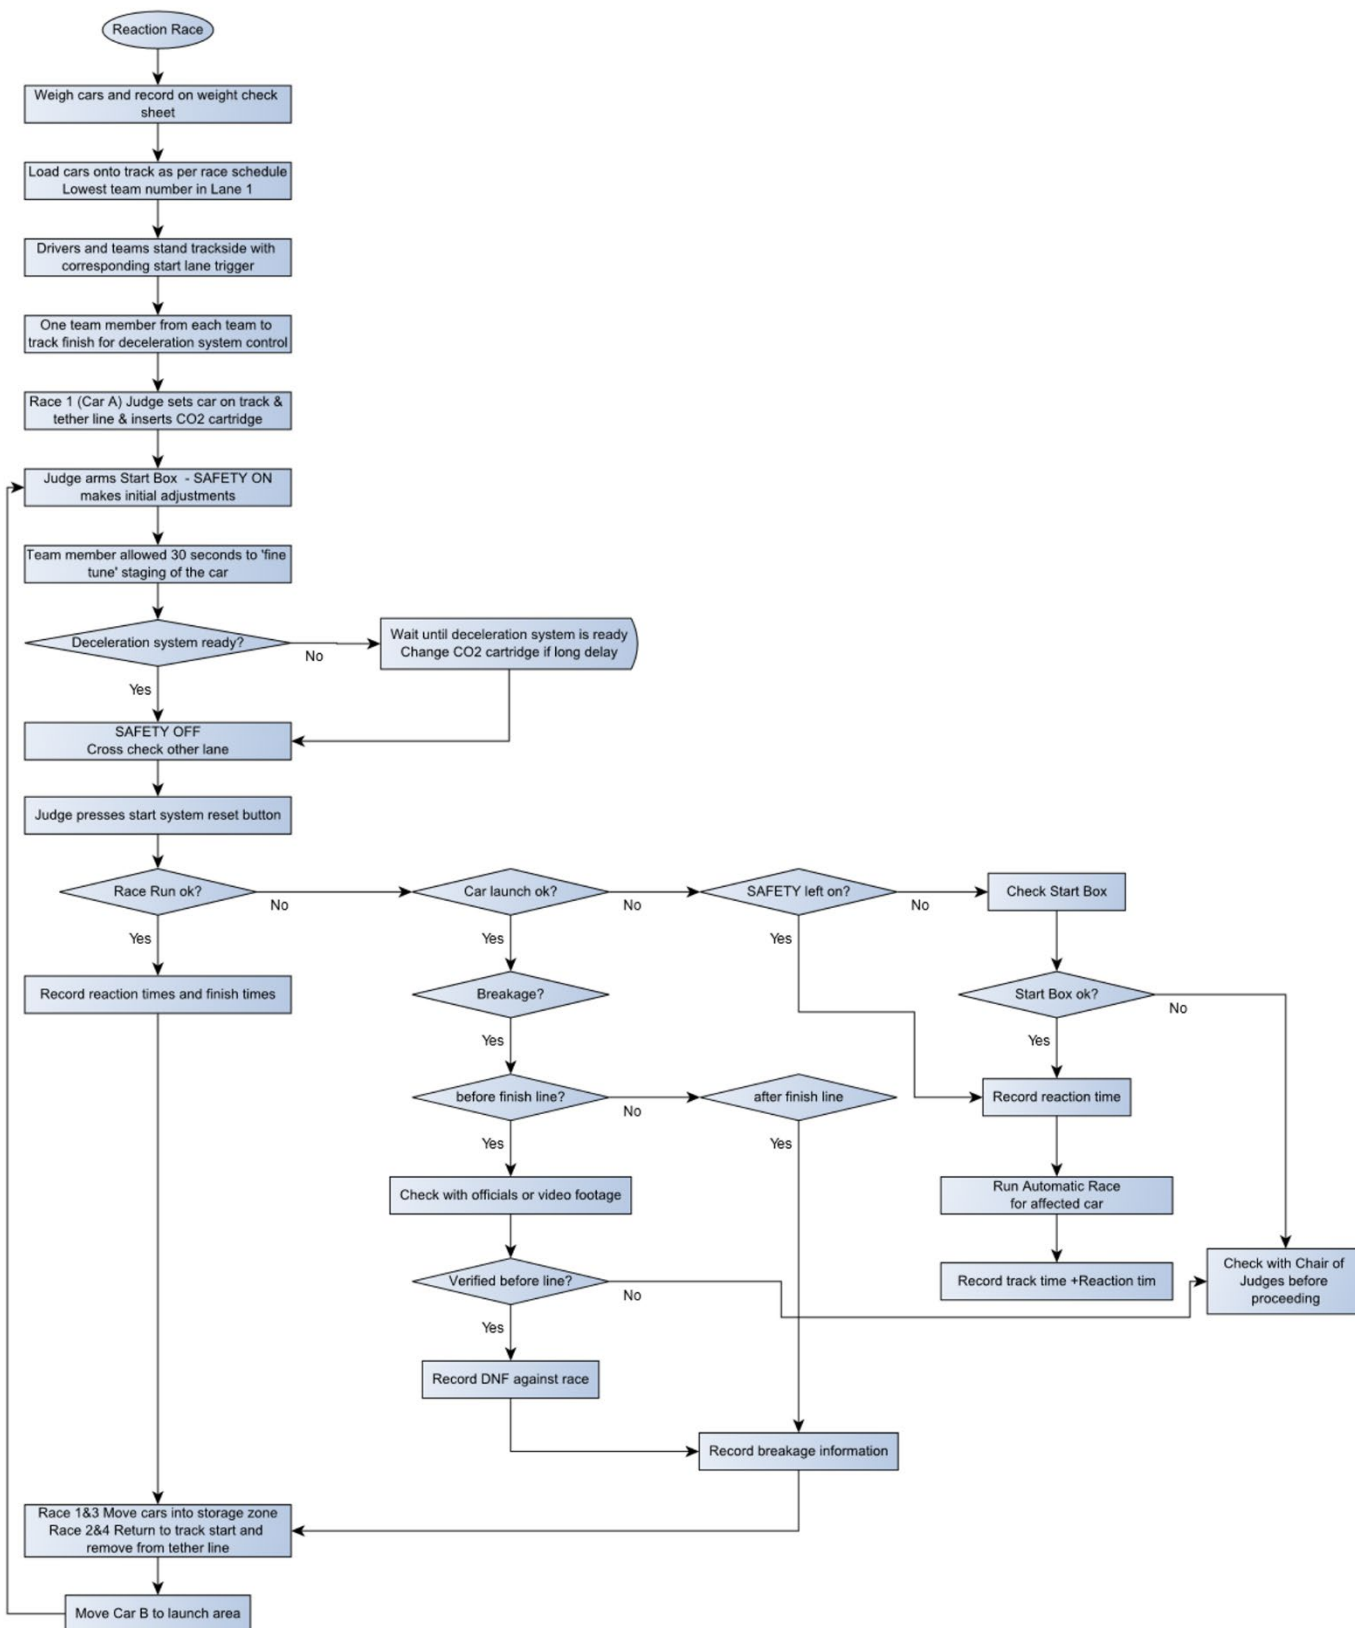 Reaction Race
Weigh cars and record on weight check
sheet
Load cars onto track as per race schedule
Lowest team number in Lane 1
Drivers and teams stand trackside with
corresponding start lane trigger
One team member from each team to
track finish for deceleration system control
Race 1 (Car A) Judge sets car on track &
tether line & inserts CO2 cartridge
Judge arms Start Box - SAFETY ON
makes initial adjustments
Team member allowed 30 seconds to 'fine
tune' staging of the car
Deceleration system ready?
No
Wait until deceleration system is ready
Change CO2 cartridge if long delay
Yes
SAFETY OFF
Cross check other lane
Judge presses start system reset button
Race Run ok?
No
Car launch ok?
No
SAFETY left on?
No
Check Start Box
Yes
Yes
Yes
Record reaction times and finish times
Breakage?
Start Box ok?
No
Yes
Yes
before finish line?
No
after finish line
Record reaction time
Yes
Yes
Check with officials or video footage
Run Automatic Race
for affected car
Verified before line?
No
Record track time +Reaction tim
Check with Chair of
Judges before
proceeding
Yes
Record DNF against race
Record breakage information
Race 1&3 Move cars into storage zone
Race 2&4 Return to track start and
remove from tether line
Move Car B to launch area